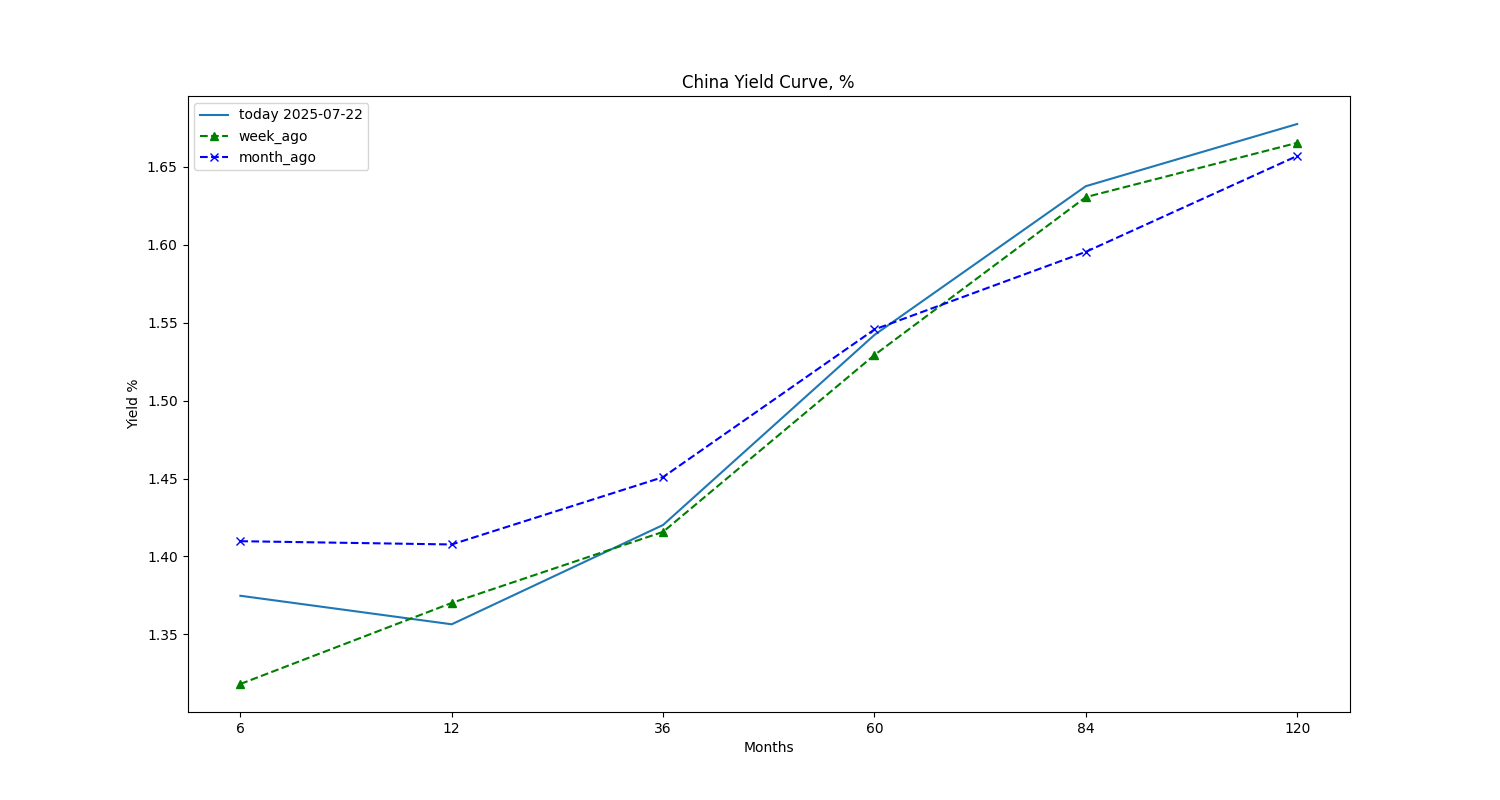 China Yield Curve, %
today 2025-07-22
week_ago
month_ago
1.65
1.60
1.55
1.50
1.45
1.40
1.35
Yield %
6 12 36 60 84 120
Months